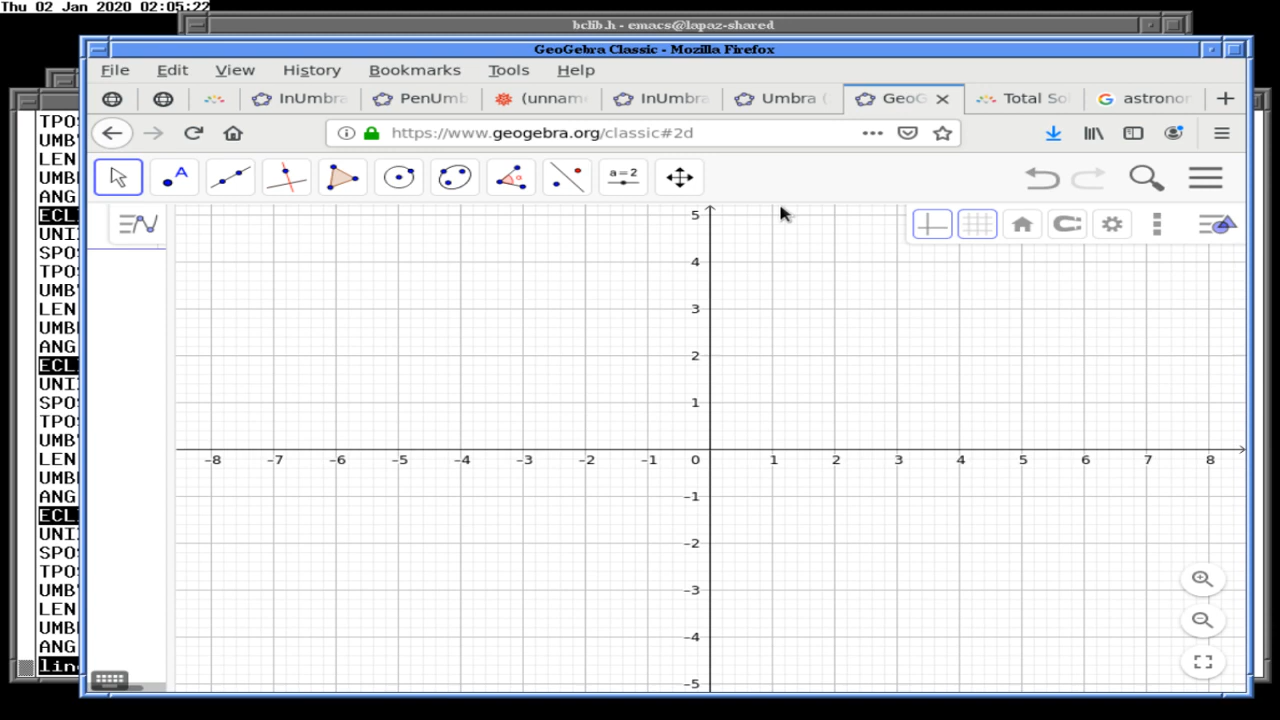 Thu 02 Jan 2020 02:05:22
bclib.h - emacs@lapaz-shared
GeoGebra Classic - Mozilla Firefox
File Edit View History Bookmarks Tools Help
InUmbra PenUmb (unnam InUmbra Umbra ( GeoG Total So astronor
https://www.geogebra.org/classic#2d
A a=2
TPO
UMB
LEN
UMB
ANG
ECL
UNI
SPO
TPO
UMB
LEN
UMB
ANG
ECL
UNI
SPO
TPO
UMB
LEN
UMB
ANG
ECL
UNI
SPO
TPO
UMB
LEN
UMB
ANG
lin
5
4
3
2
1
-8 -7 -6 -5 -4 -3 -2 -1 0 1 2 3 4 5 6 7 8
-1
-2
-3
-4
-5